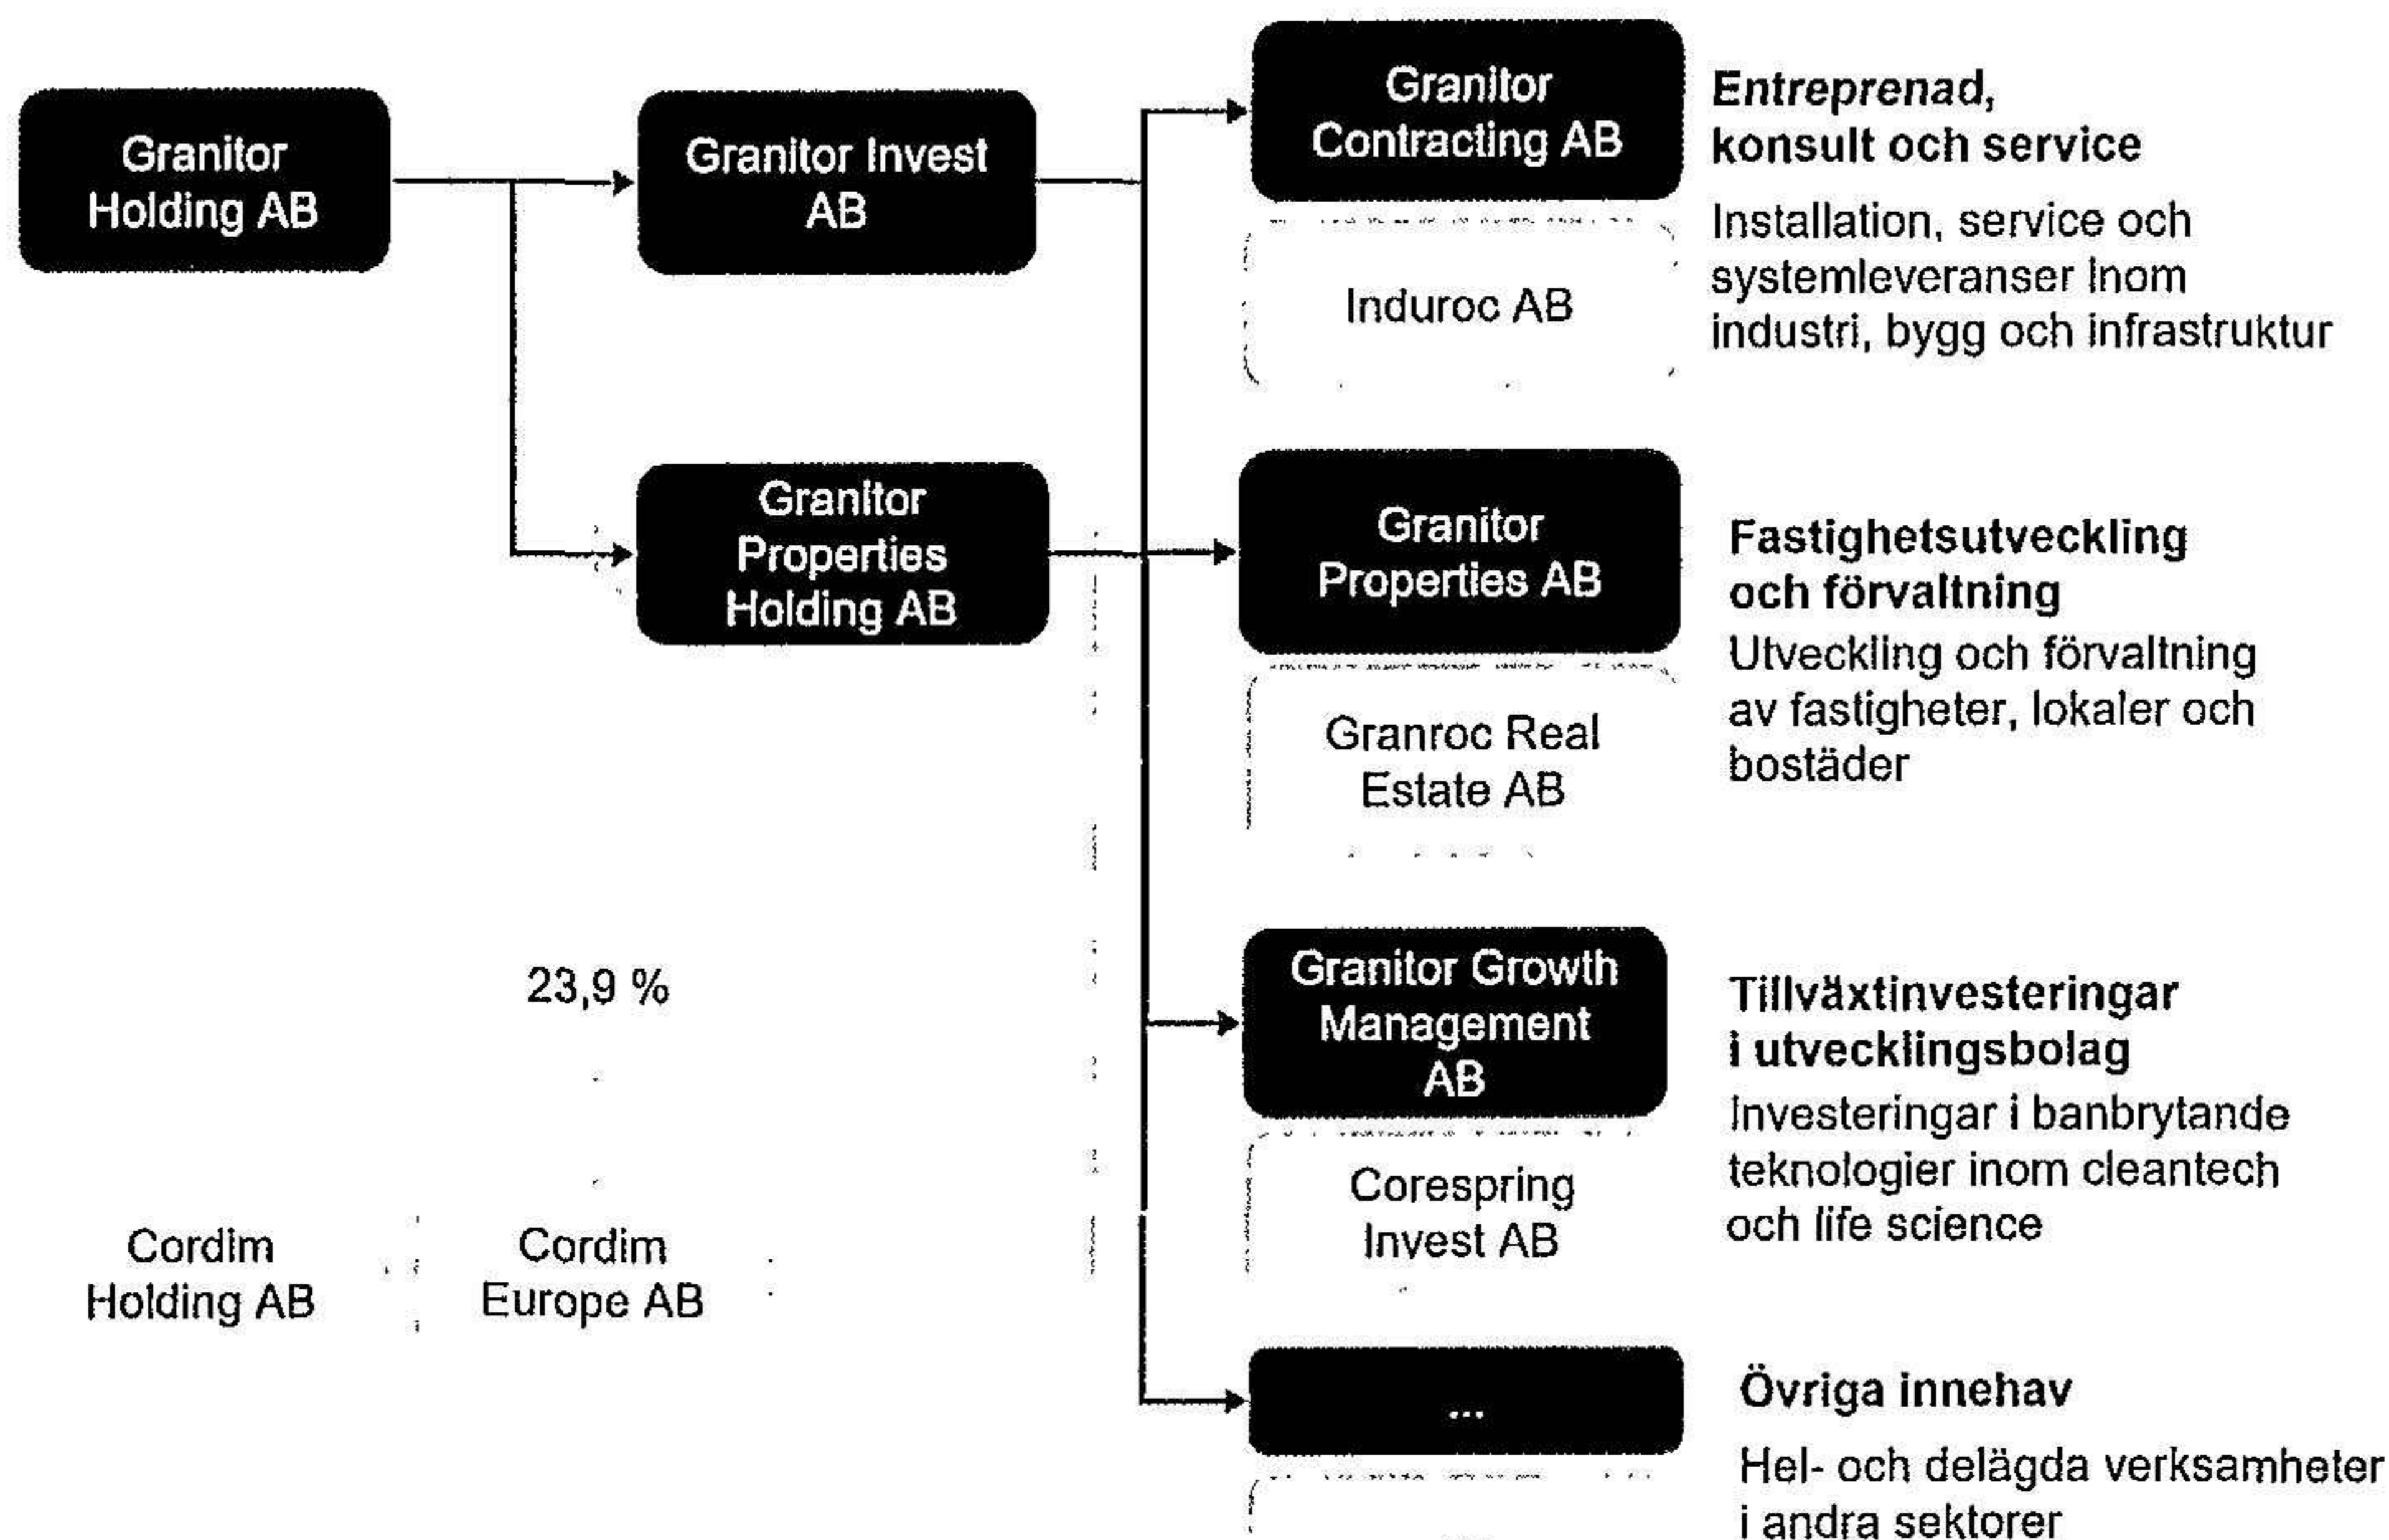 Granitor
Holding AB
Granitor Invest
AB
Granitor
Properties
Holding AB
23,9 %
Cordim
Holding AB
Cordim
Europe AB
Granitor
Contracting AB
Induroc AB
Entreprenad,
konsult och service
Installation, service och
systemleveranser inom
industri, bygg och infrastruktur
Granitor
Properties AB
Granroc Real
Estate AB
Fastighetsutveckling
och förvaltning
Utveckling och förvaltning
av fastigheter, lokaler och
bostäder
Granitor Growth
Management
AB
Corespring
Invest AB
Tillväxtinvesteringar
i utvecklingsbolag
Investeringar i banbrytande
teknologier inom cleantech
och life science
...
Övriga innehav
Hel- och delägda verksamheter
i andra sektorer